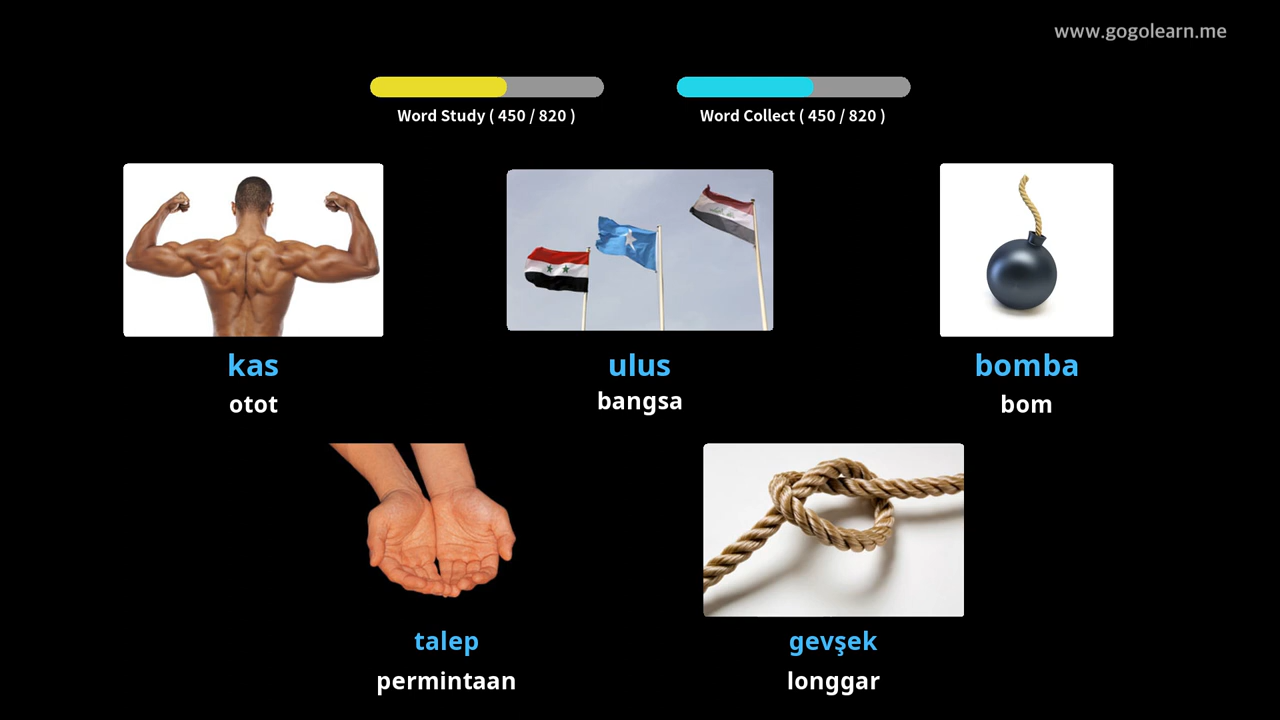 www.gogolearn.me
Word Study ( 450 / 820 )
Word Collect ( 450 / 820 )
kas
otot
ulus
bangsa
bomba
bom
talep
permintaan
gevşek
longgar